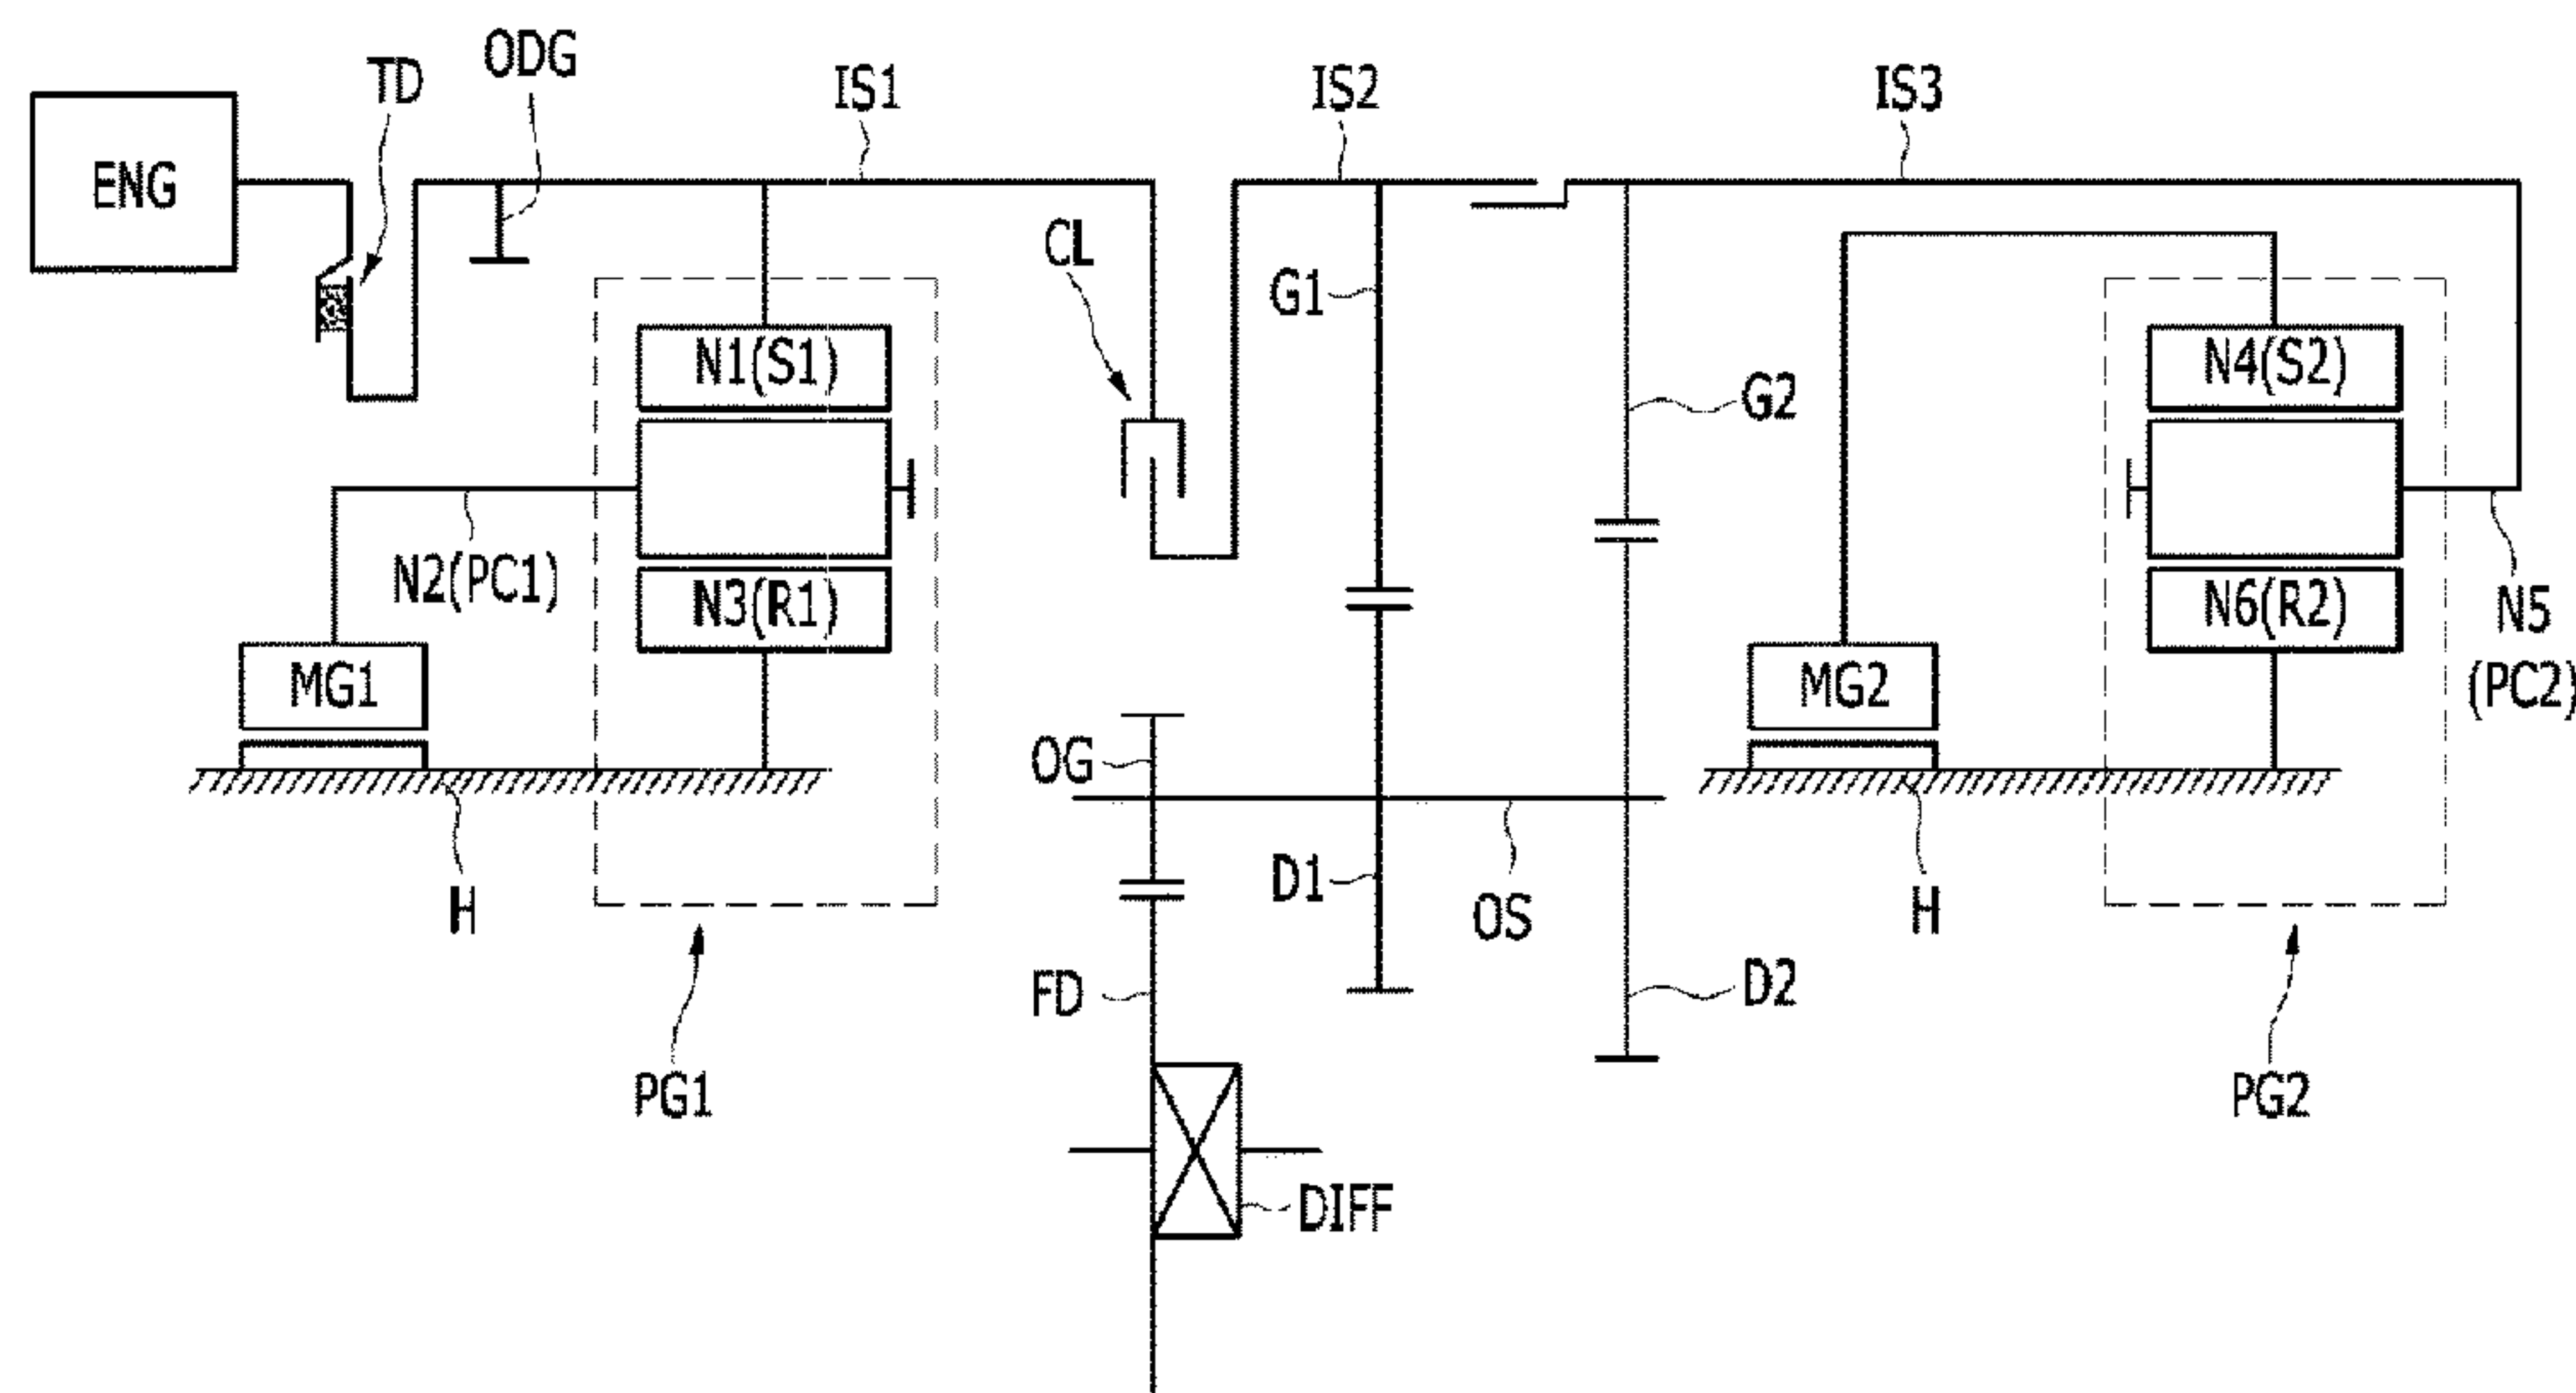 ODG
TD
IS1
IS2
IS3
ENG
CL
G1
N1(S1)
N4(S2)
G2
N2(PC1)
N3(R1)
N6(R2)
N5
(PC2)
MG1
MG2
OG
D1
H
OS
H
FD
D2
PG1
PG2
DIFF